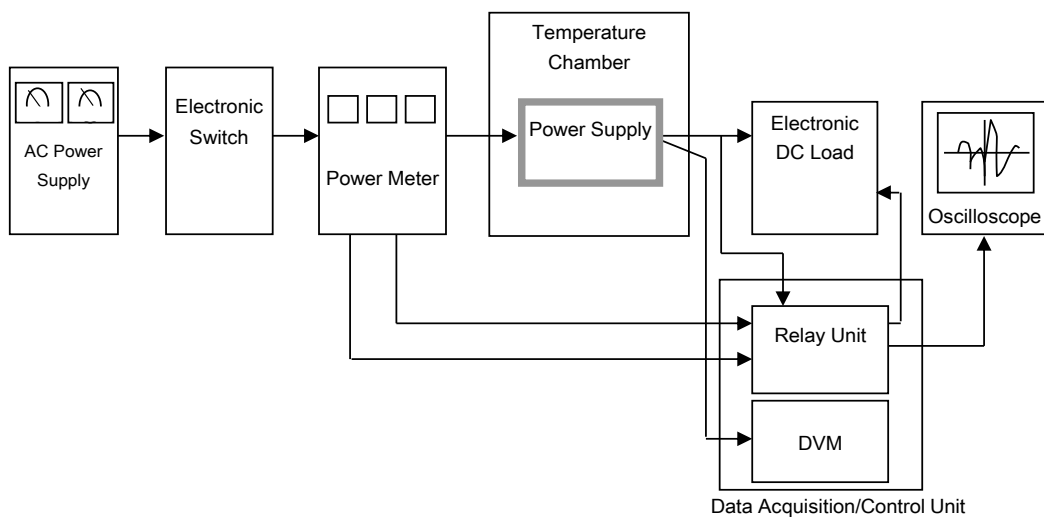 AC Power
Supply
Electronic
Switch
Power Meter
Temperature
Chamber
Power Supply
Electronic
DC Load
Oscilloscope
Relay Unit
DVM
Data Acquisition/Control Unit